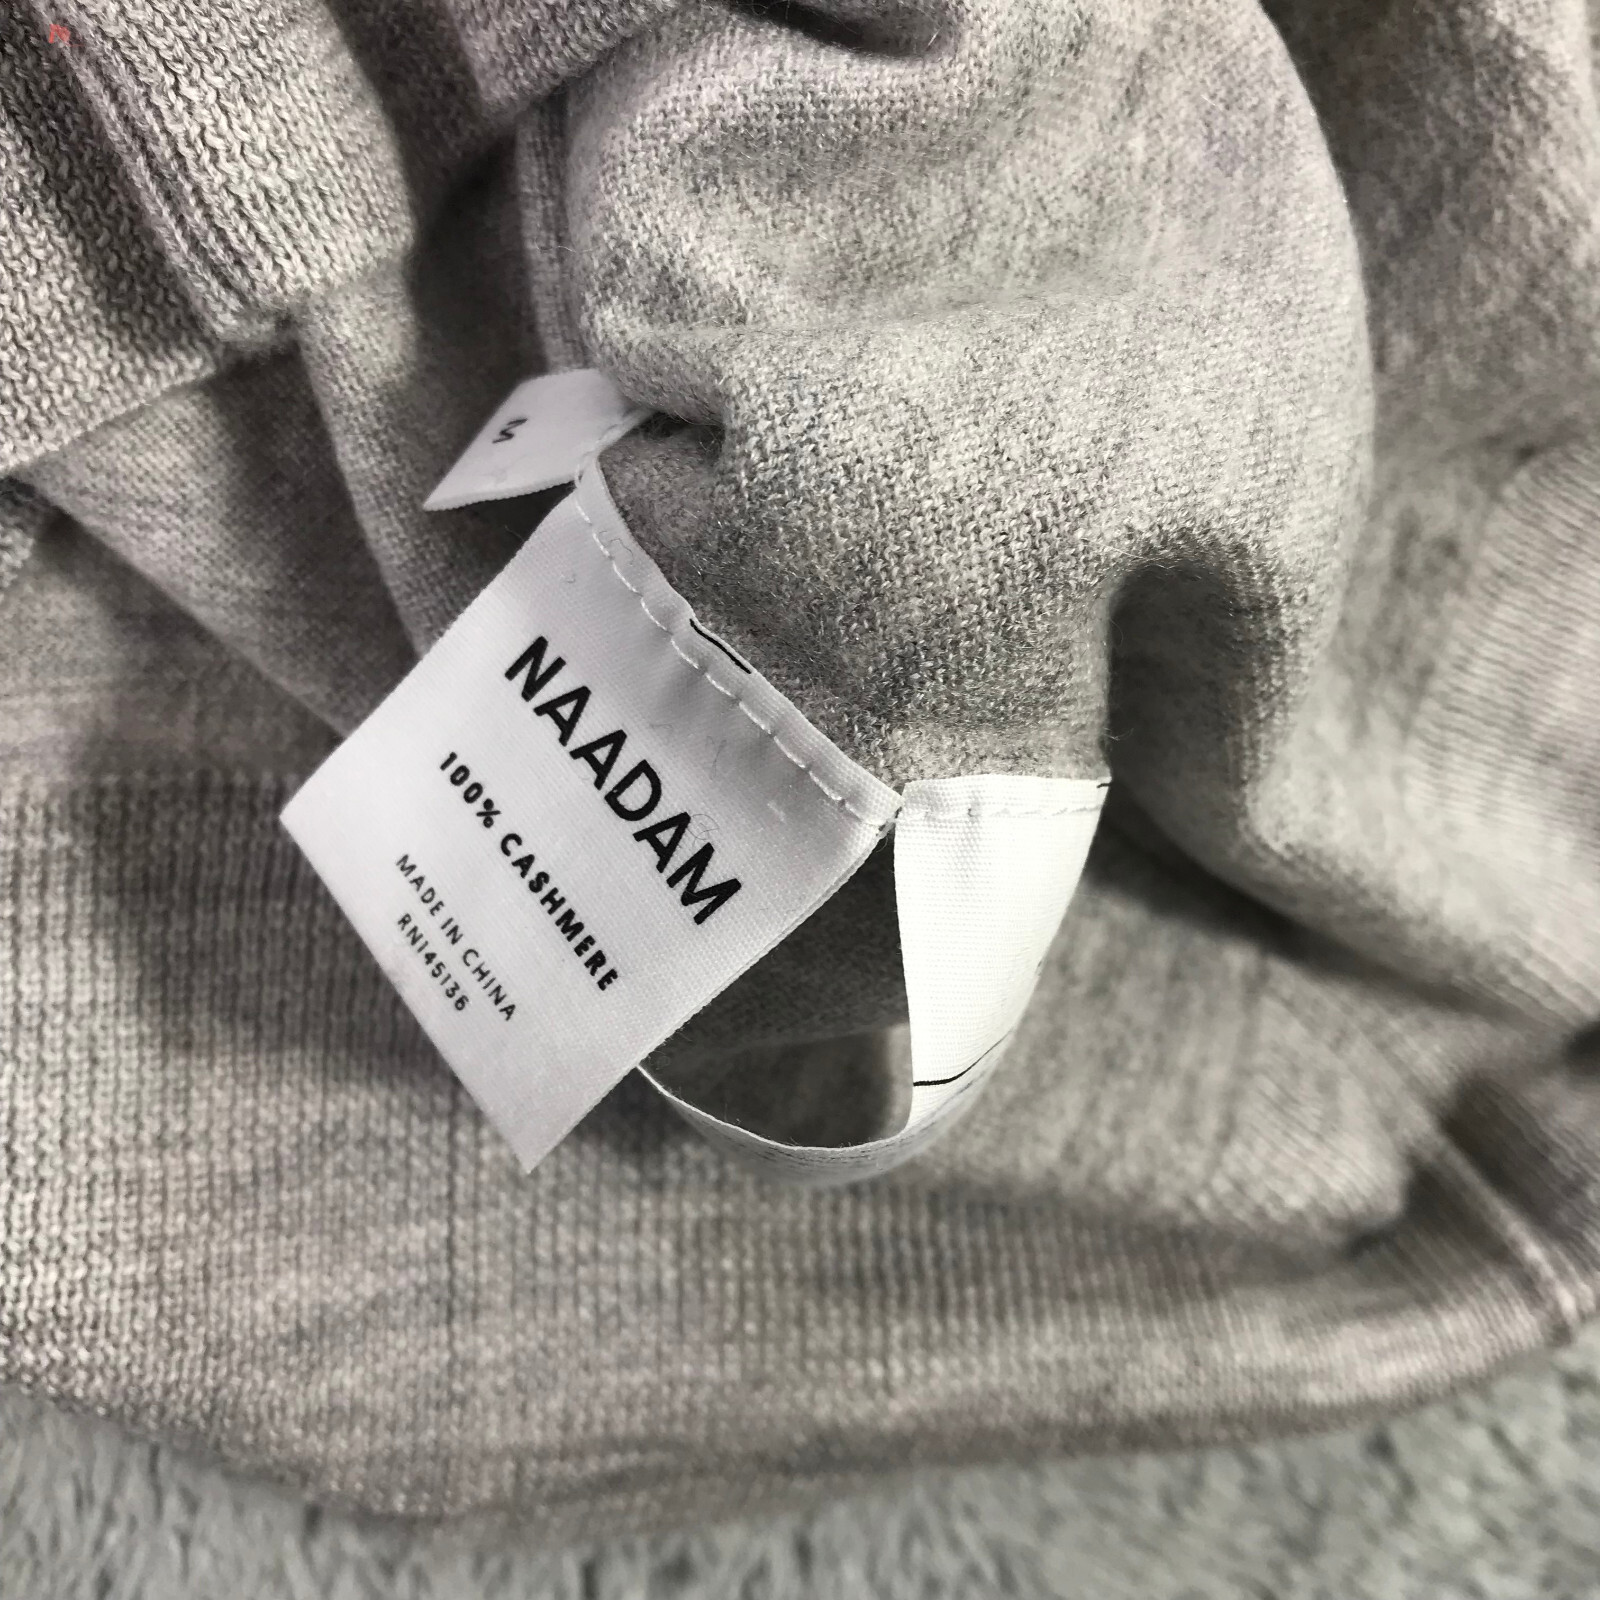 NAADAM
100% CASHMERE
MADE IN CHINA
RN145136